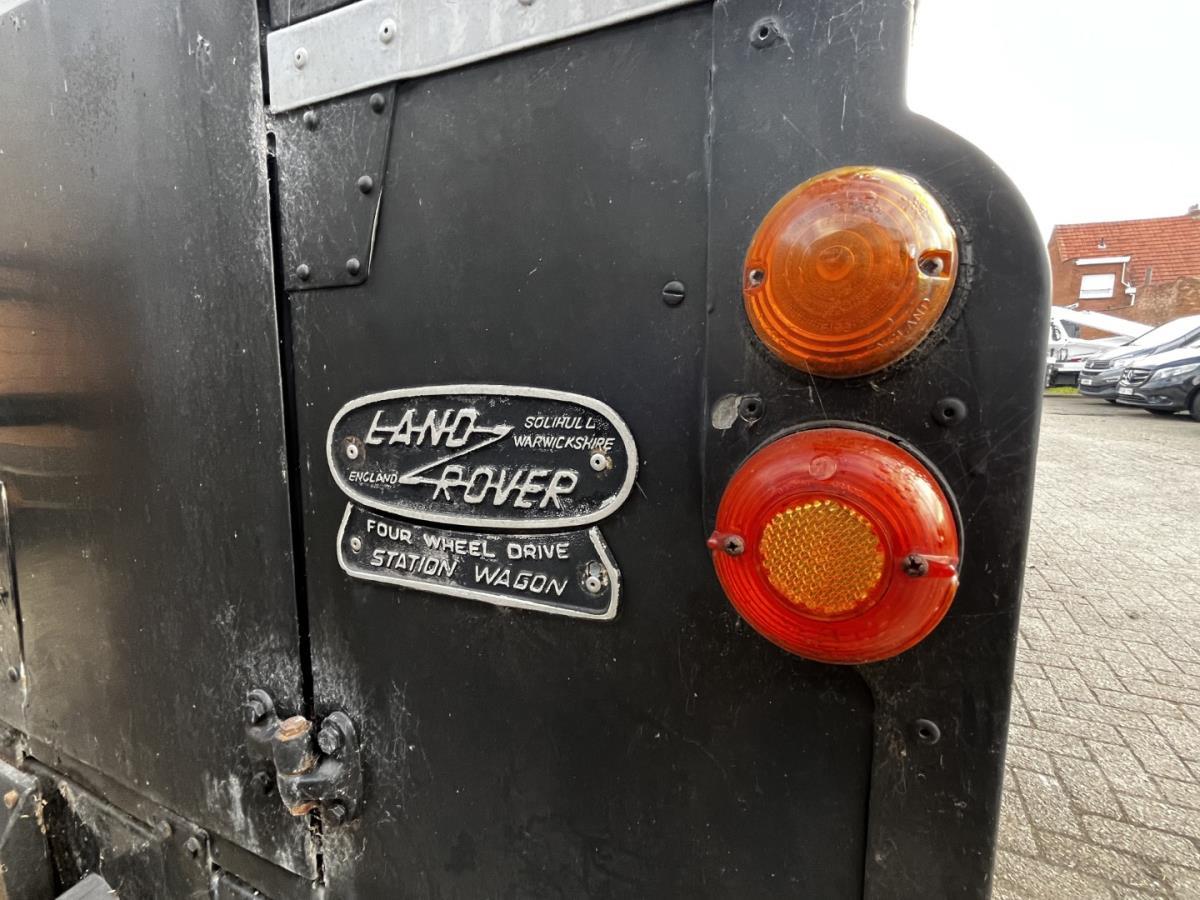 LAND
SOLIHULL
WARWICKSHIRE
ENGLAND
ROVER
FOUR WHEEL DRIVE
STATION WAGON